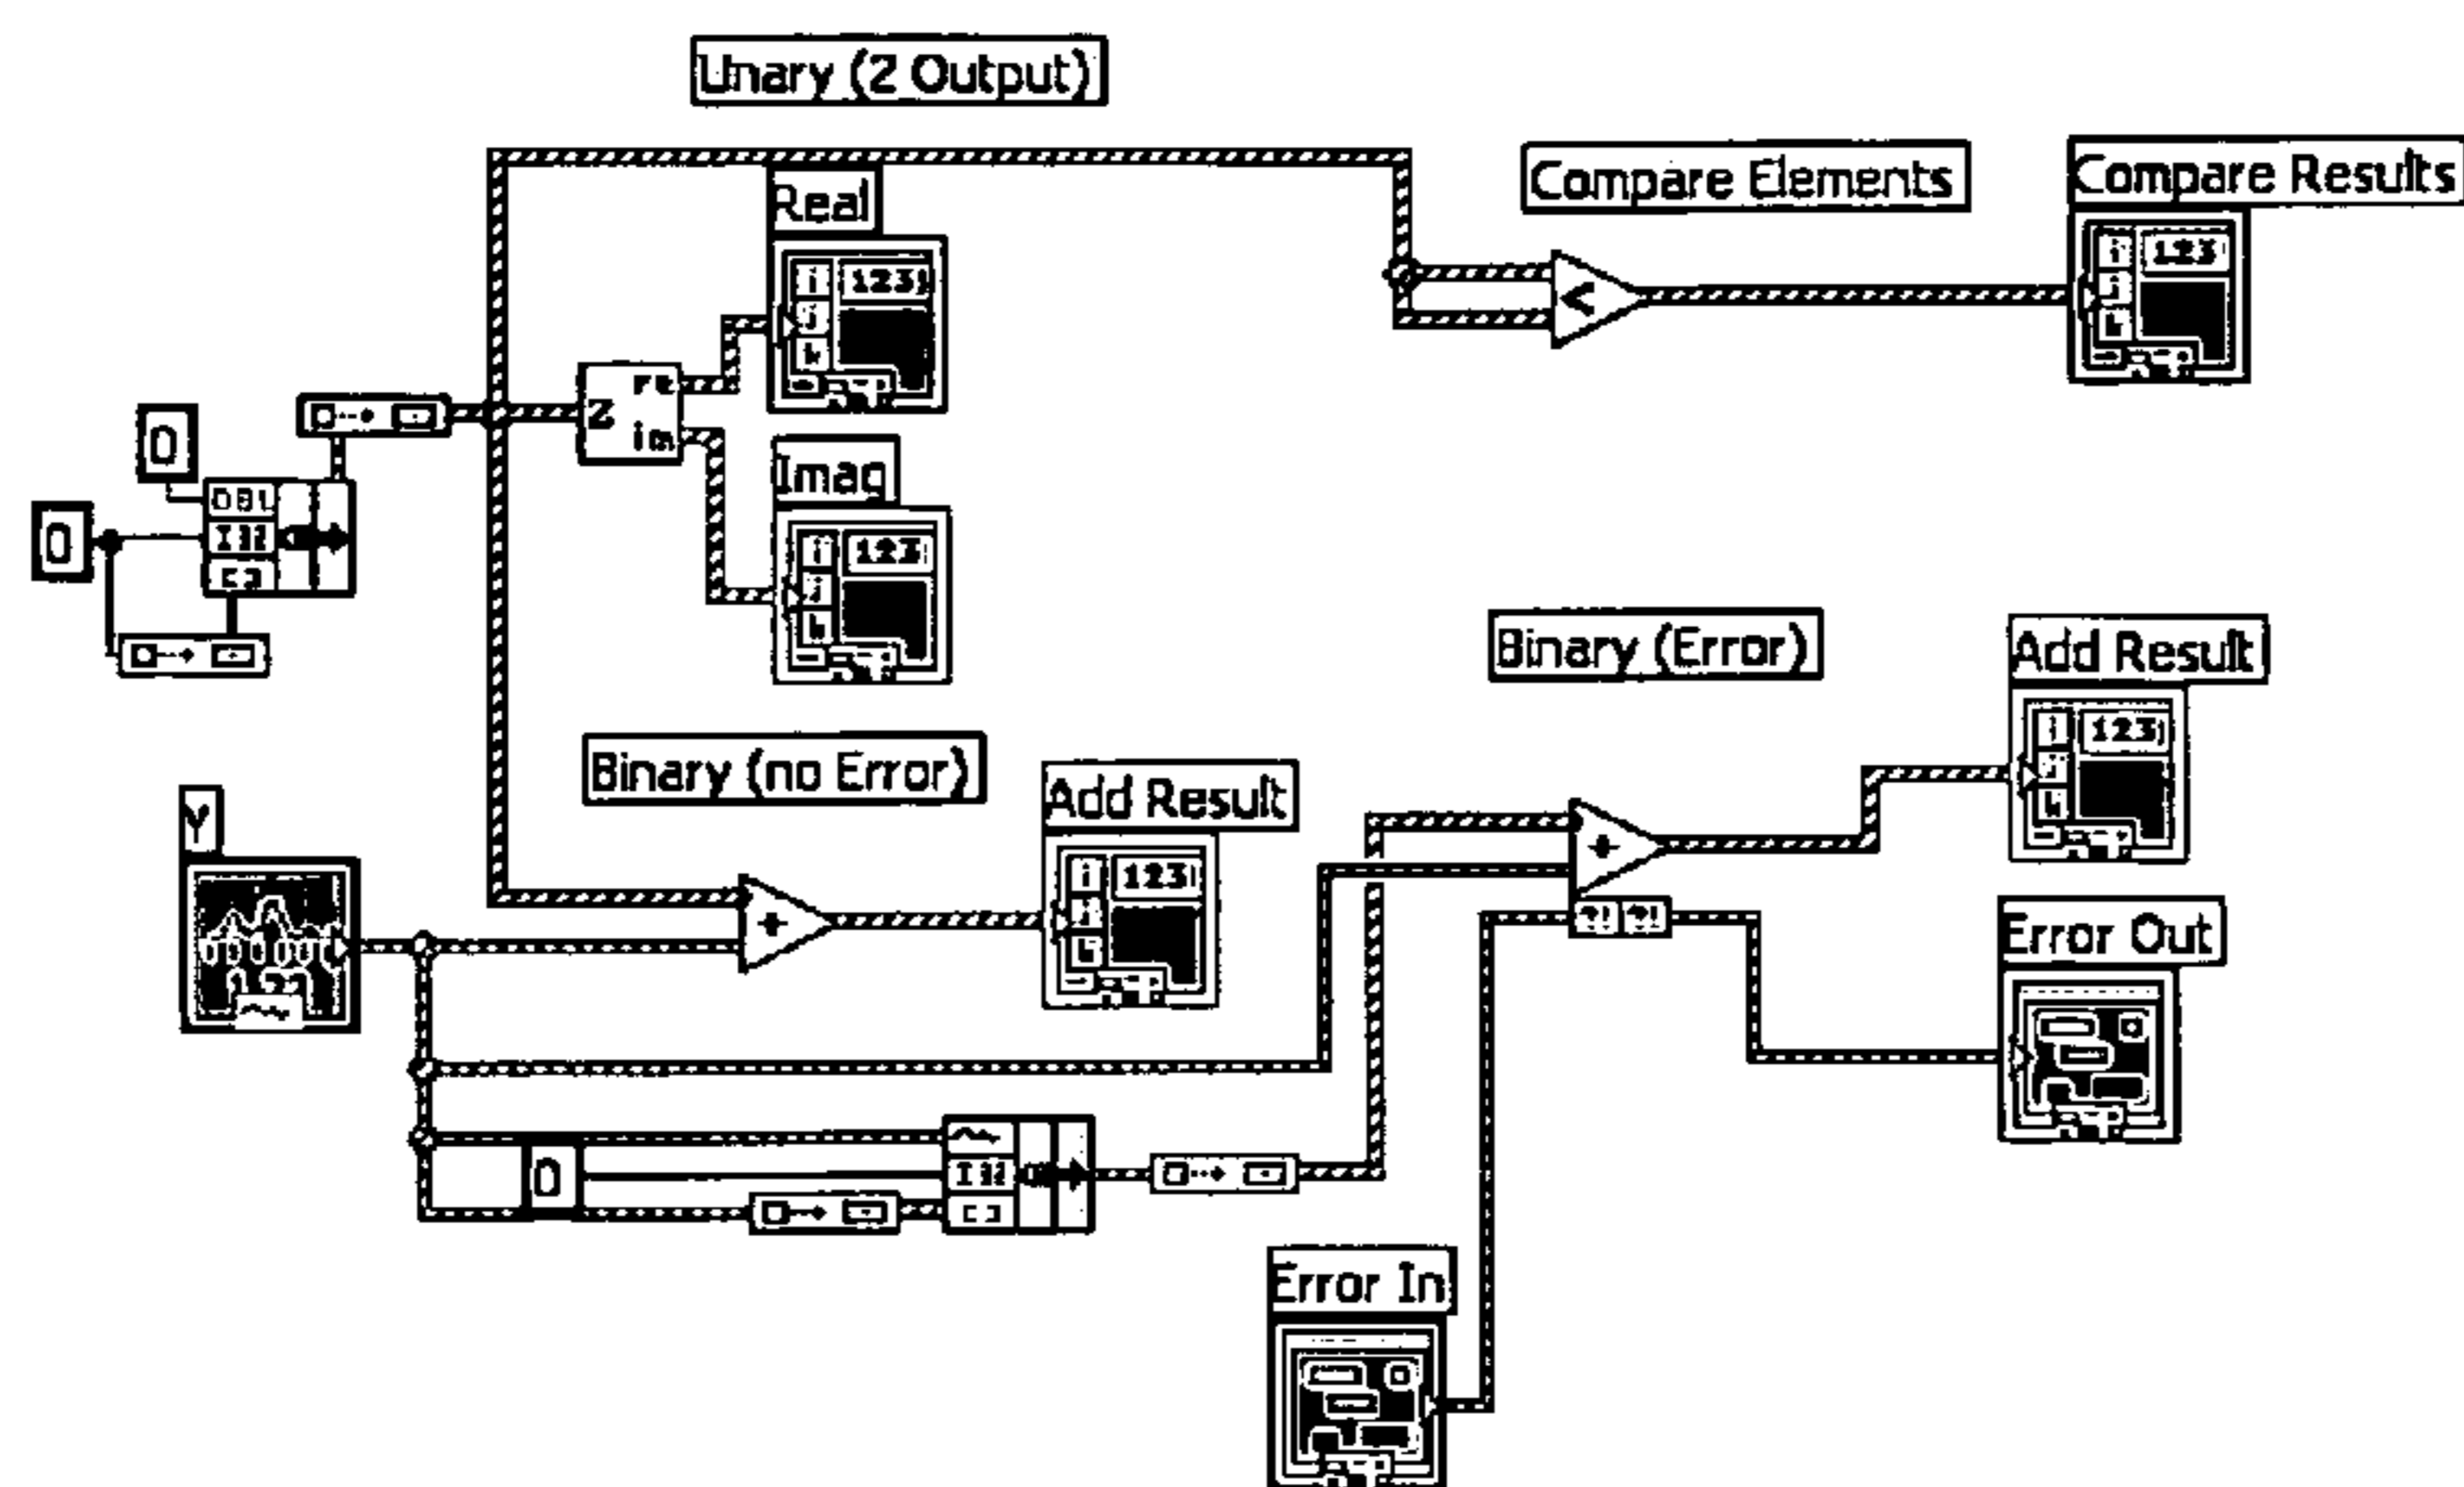 Unary (2 Output)
Compare Elements
Compare Results
123
Real
123
re
Z
im
0
DBL
0
Imag
123
Binary (Error)
Add Result
123
Binary (no Error)
Add Result
123
Y
Error Out
0
Error In